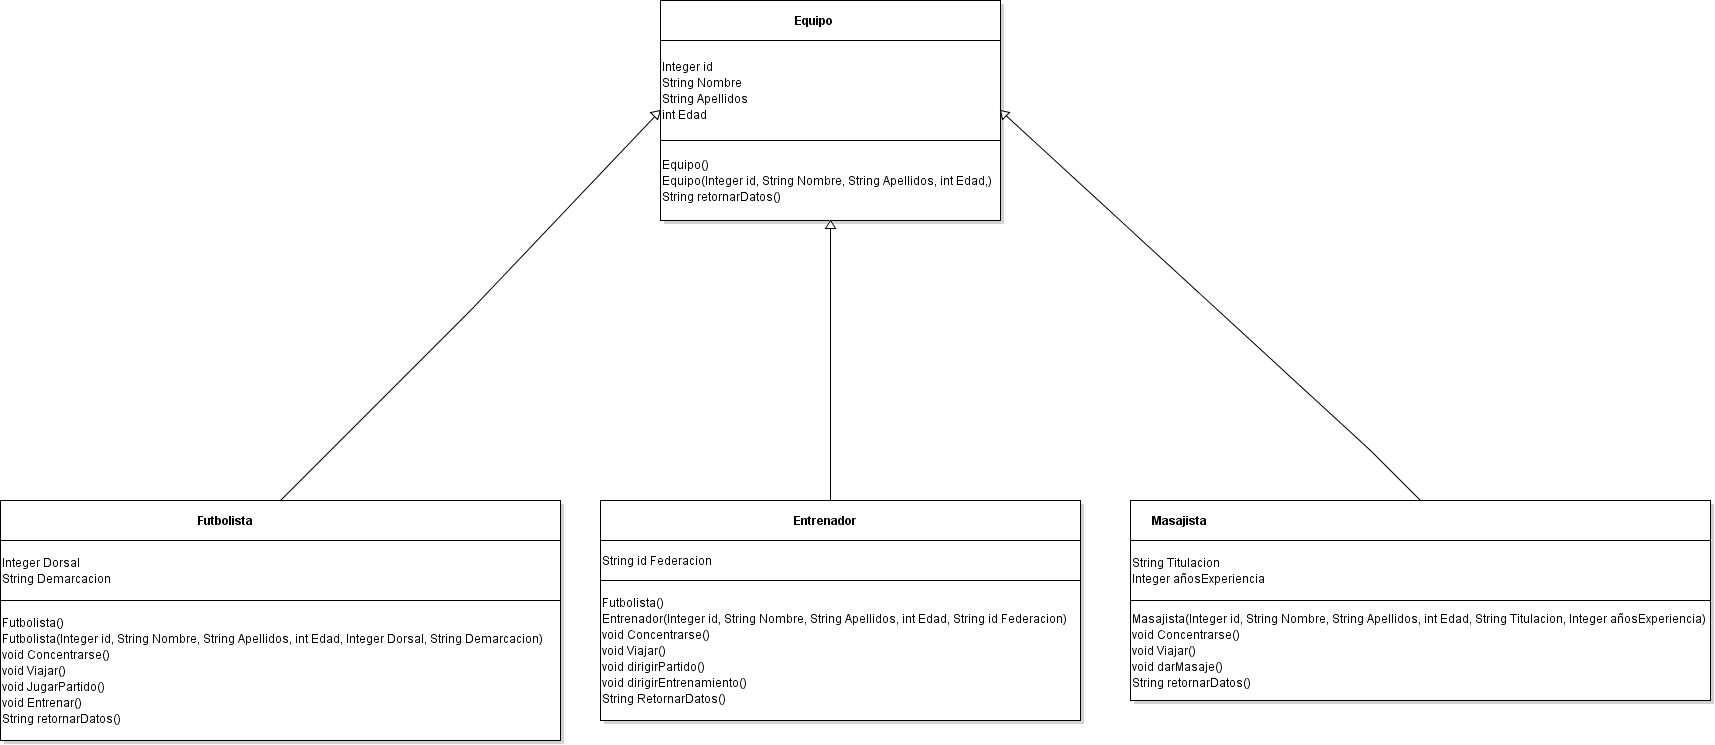 Equipo
Integer id
String Nombre
String Apellidos
int Edad
Equipo()
Equipo(Integer id, String Nombre, String Apellidos, int Edad,)
String retornarDatos()
Futbolista
Integer Dorsal
String Demarcacion
Futbolista()
Futbolista(Integer id, String Nombre, String Apellidos, int Edad, Integer Dorsal, String Demarcacion)
void Concentrarse()
void Viajar()
void JugarPartido()
void Entrenar()
String retornarDatos()
Entrenador
String id Federacion
Futbolista()
Entrenador(Integer id, String Nombre, String Apellidos, int Edad, String id Federacion)
void Concentrarse()
void Viajar()
void dirigirPartido()
void dirigirEntrenamiento()
String RetornarDatos()
Masajista
String Titulacion
Integer añosExperiencia
Masajista(Integer id, String Nombre, String Apellidos, int Edad, String Titulacion, Integer añosExperiencia)
void Concentrarse()
void Viajar()
void darMasaje()
String retornarDatos()